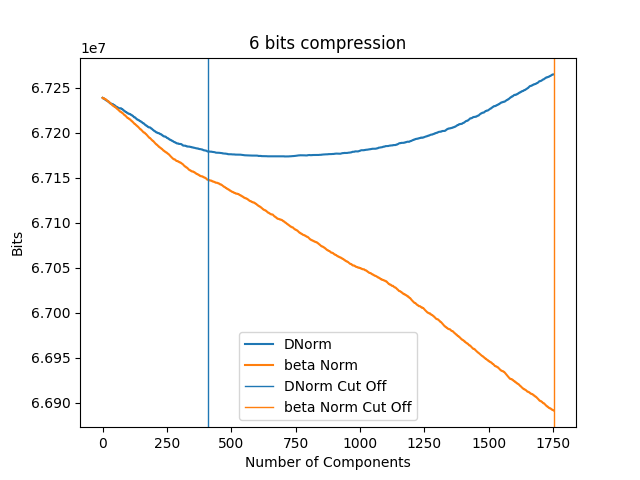 6 bits compression
1e7
6.725
6.720
6.715
6.710
6.705
6.700
6.695
6.690
Bits
DNorm
beta Norm
DNorm Cut Off
beta Norm Cut Off
0 250 500 750 1000 1250 1500 1750
Number of Components